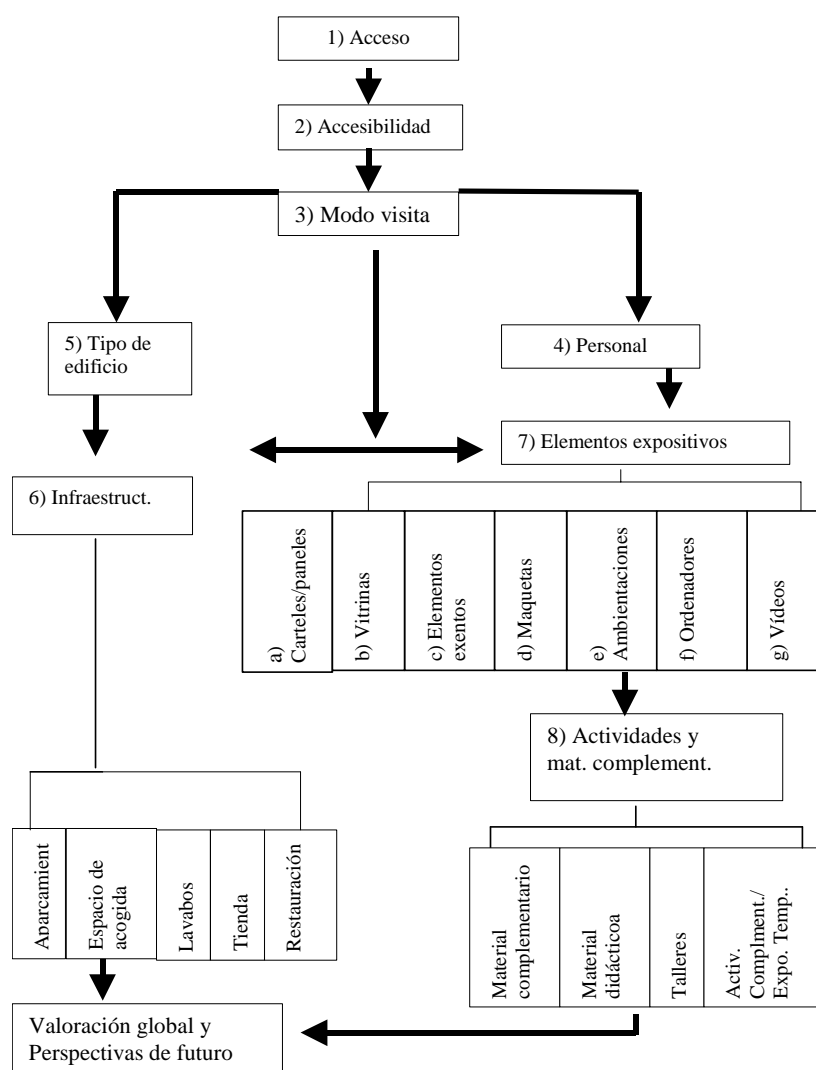 1) Acceso
2) Accesibilidad
3) Modo visita
5) Tipo de
edificio
4) Personal
7) Elementos expositivos
6) Infraestruct.
a)
Carteles/paneles
b) Vitrinas
c) Elementos
exentos
d) Maquetas
e)
Ambientaciones
f) Ordenadores
g) Vídeos
8) Actividades y
mat. complement.
Aparcamient
Espacio de
acogida
Lavabos
Tienda
Restauración
Material
complementario
Material
didácticoa
Talleres
Activ.
Complment./
Expo. Temp..
Valoración global y
Perspectivas de futuro